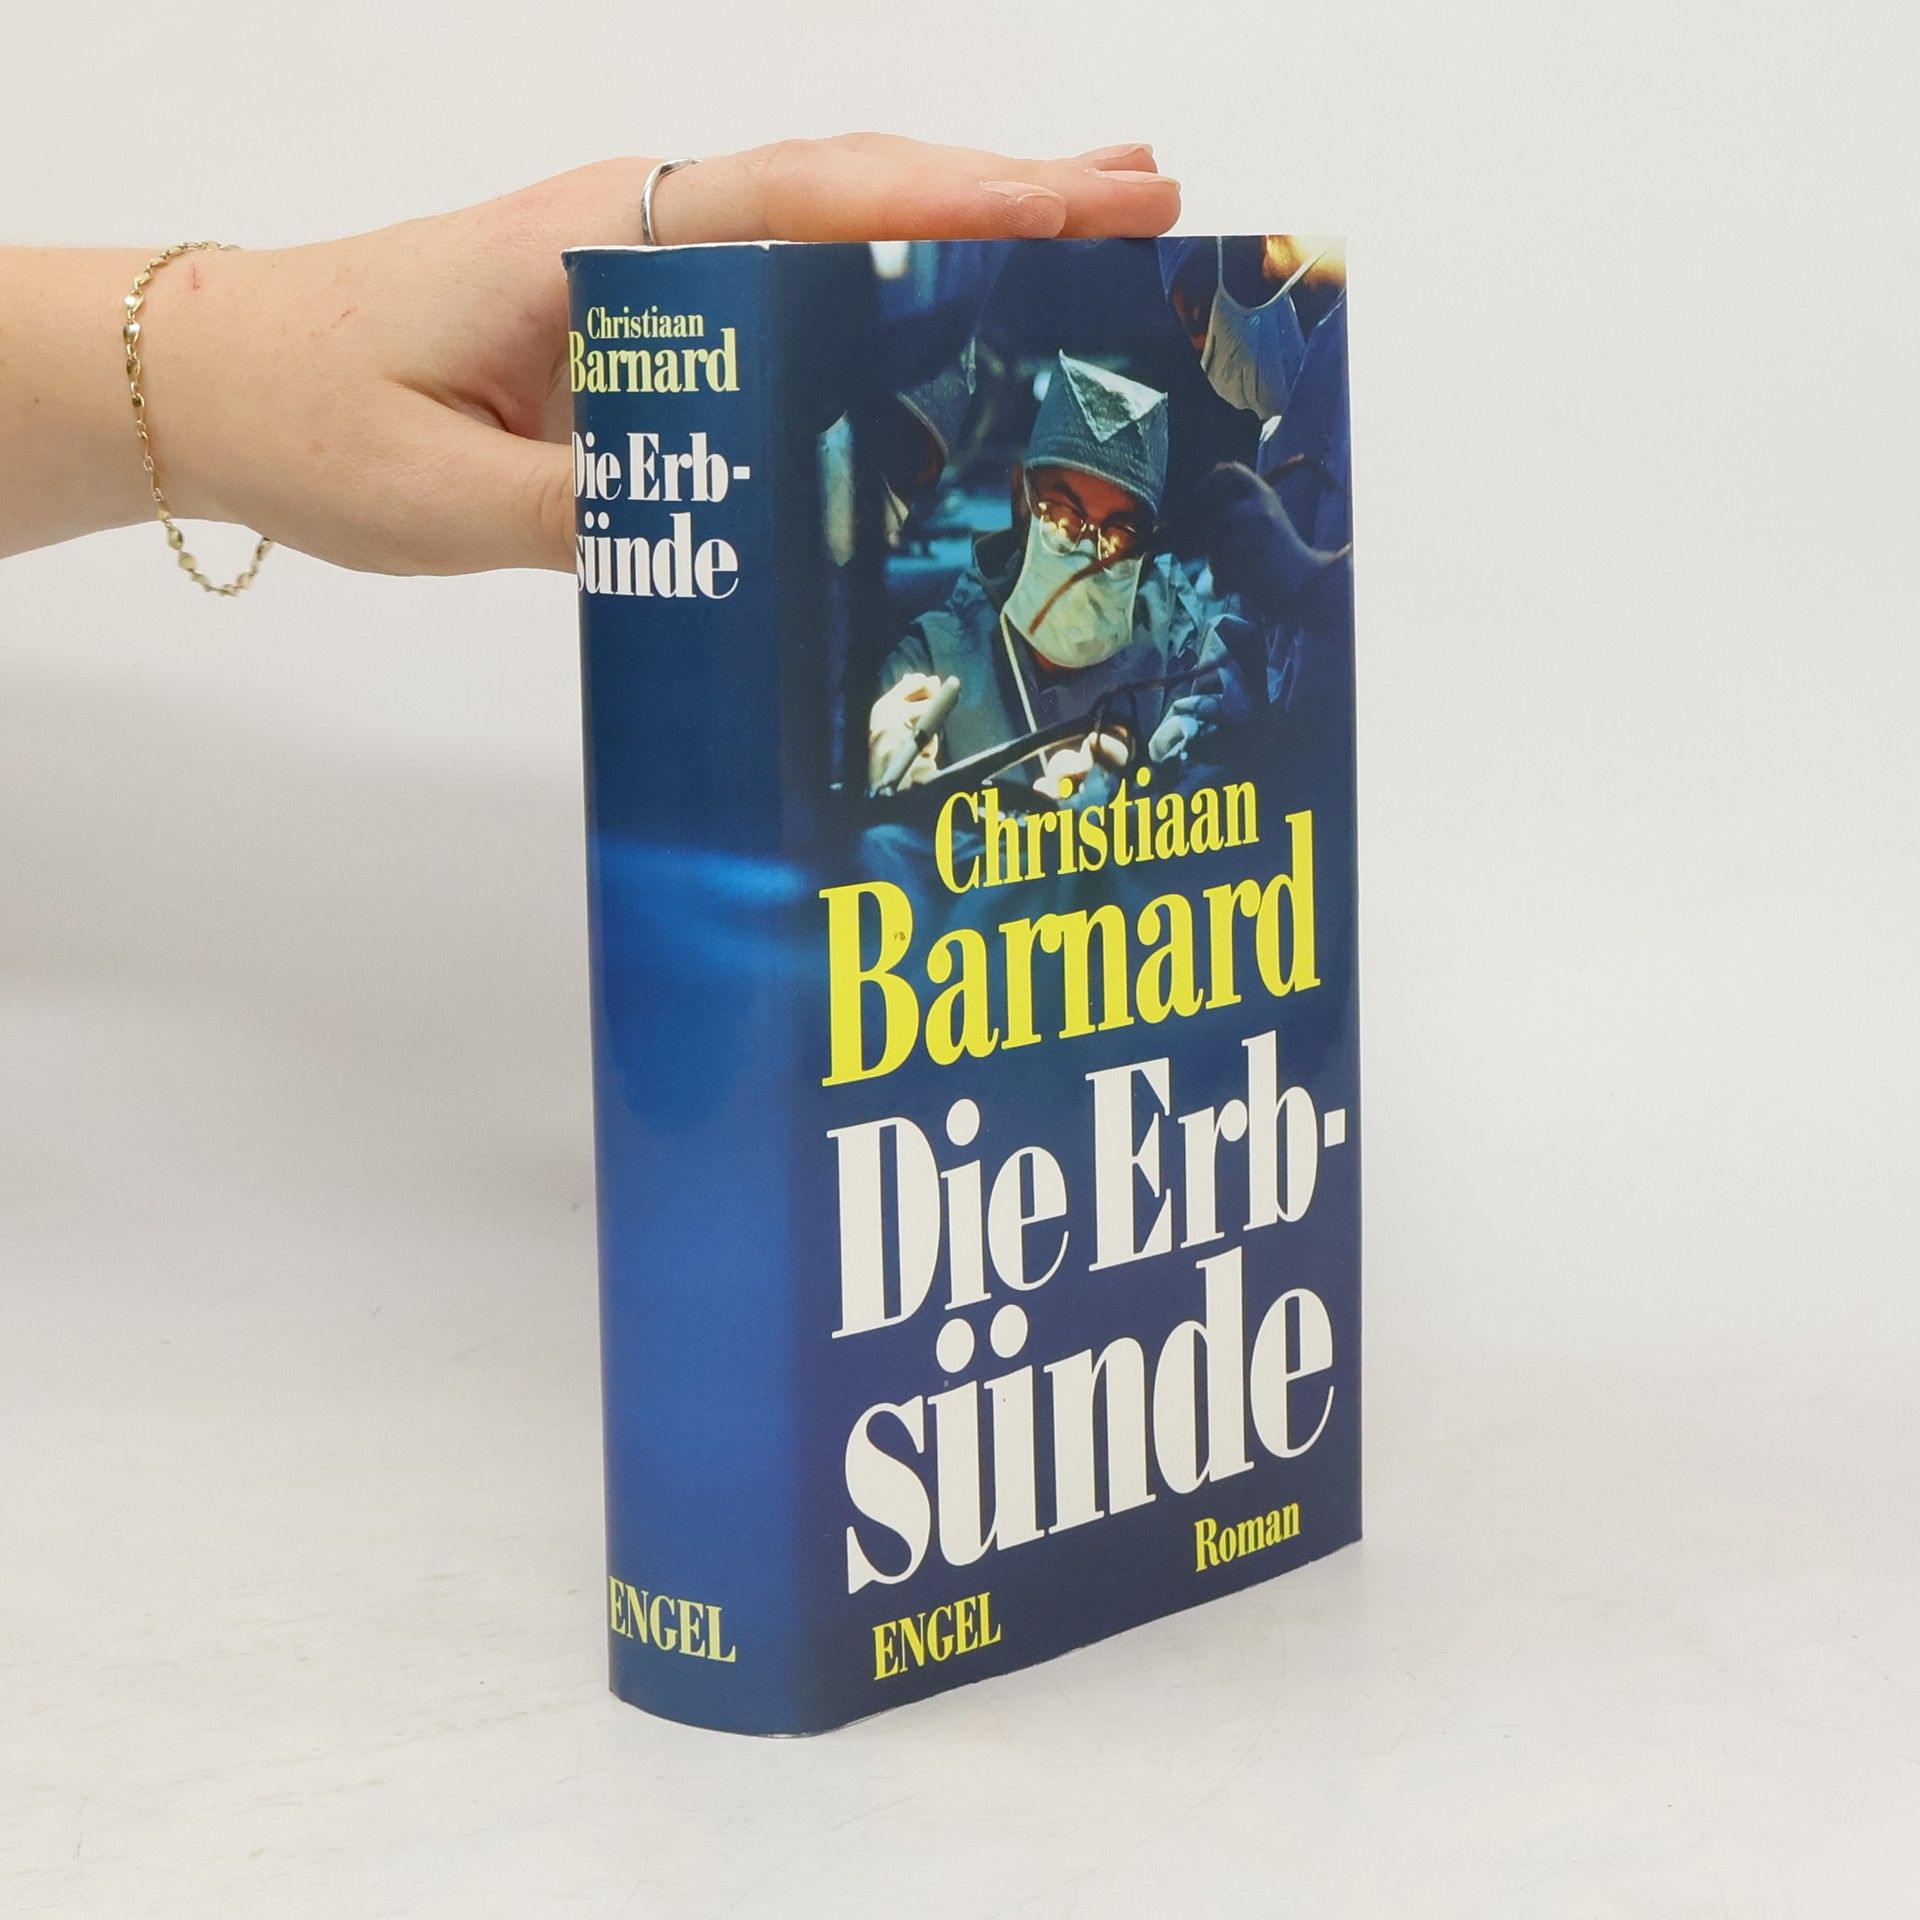 Christiaan
Barnard
Die Erb-
sünde
ENGEL
Christiaan
Barnard
Die Erb-
sünde
Roman
ENGEL